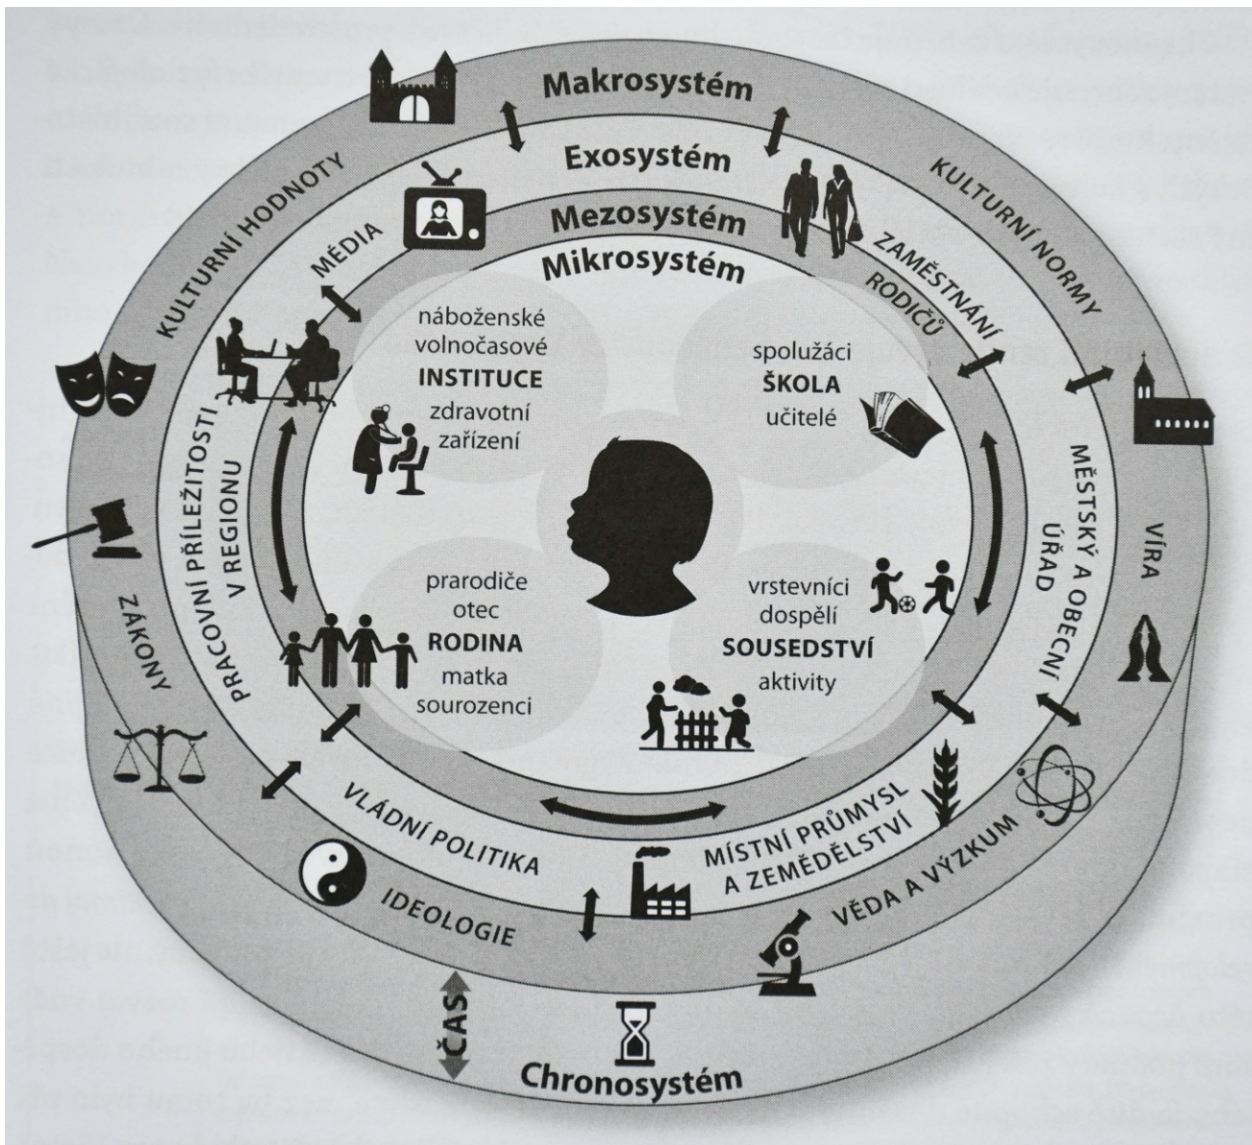 Makrosystém
Exosystém
Mezosystém
Mikrosystém
KULTURNÍ HODNOTY
KULTURNÍ NORMY
MÉDIA
ZAMĚSTNÁNÍ
RODIČŮ
náboženské
volnočasové
INSTITUCE
zdravotní
zařízení
spolužáci
ŠKOLA
učitelé
PRACOVNÍ PŘÍLEŽITOSTI
V REGIONU
MĚSTSKÝ A OBECNÍ
ÚŘAD
VÍRA
ZÁKONY
prarodiče
otec
RODINA
matka
sourozenci
vrstevníci
dospělí
SOUSEDSTVÍ
aktivity
VLÁDNÍ POLITIKA
MÍSTNÍ PRŮMYSL
A ZEMĚDĚLSTVÍ
IDEOLOGIE
VĚDA A VÝZKUM
ČAS
Chronosystém